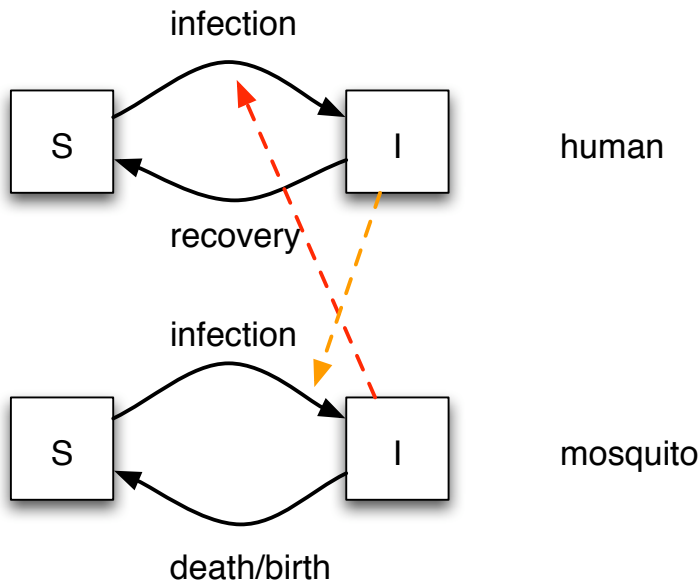 infection
S
I
human
recovery
infection
S
I
mosquito
death/birth